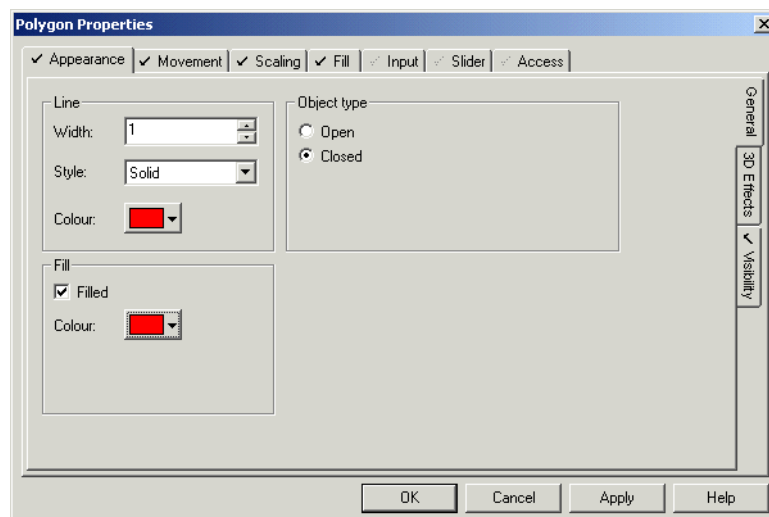 Polygon Properties
Appearance Movement Scaling Fill Input Slider Access
Line
Width: 1
Style: Solid
Colour:
Object type
Open
Closed
Fill
Filled
Colour:
General
3D Effects
Visibility
OK Cancel Apply Help